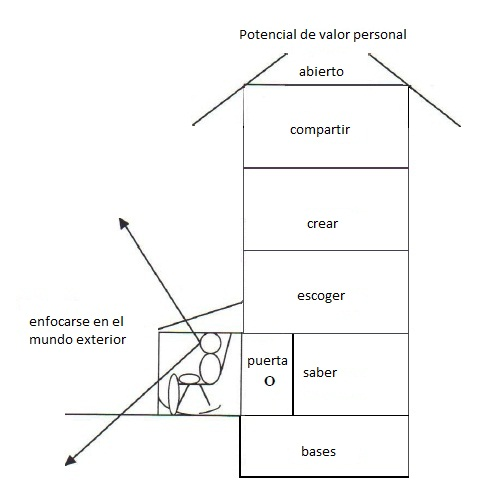 Potencial de valor personal
abierto
compartir
crear
escoger
enfocarse en el
mundo exterior
puerta
O
saber
bases